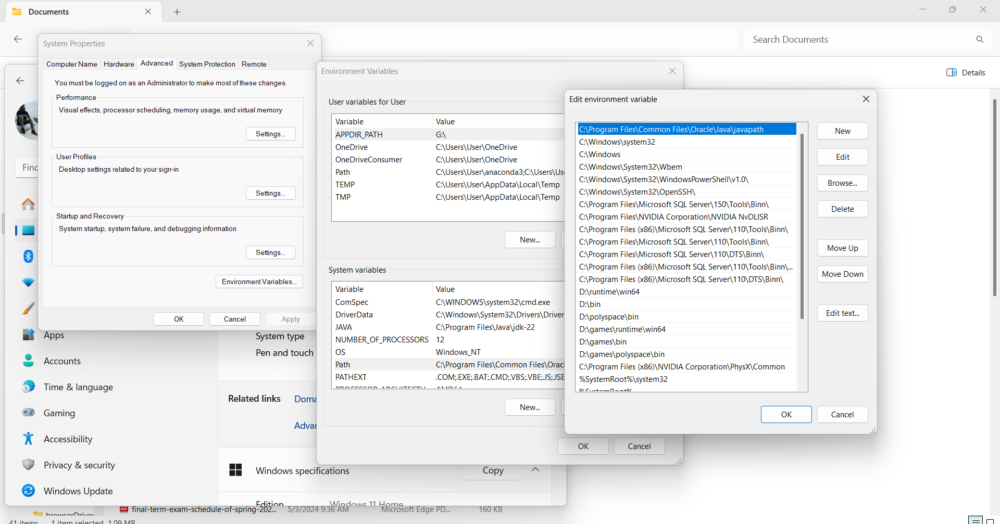 Documents
Search Documents
Details
System Properties
Computer Name
Hardware
Advanced
System Protection
Remote
You must be logged on as an Administrator to make most of these changes.
Performance
Visual effects, processor scheduling, memory usage, and virtual memory
Settings...
User Profiles
Desktop settings related to your sign-in
Settings...
Startup and Recovery
System startup, system failure, and debugging information
Settings...
Environment Variables...
OK
Cancel
Apply
Apps
Accounts
Time & language
Gaming
Accessibility
Privacy & security
Windows Update
System type
Pen and touch
Related links
Windows specifications
Copy
Edition
Windows 11 Home
final-term-exam-schedule-of-spring-202...
5/3/2024 9:36 AM
Microsoft Edge PD...
160 KB
41 items
1 item selected 1.09 MB
Environment Variables
User variables for User
Variable
Value
APPDIR_PATH
G:\
OneDrive
C:\Users\User\OneDrive
OneDriveConsumer
C:\Users\User\OneDrive
Path
C:\Users\User\anaconda3;C:\Users\Us
TEMP
C:\Users\User\AppData\Local\Temp
TMP
C:\Users\User\AppData\Local\Temp
New...
System variables
Variable
Value
ComSpec
C:\WINDOWS\system32\cmd.exe
DriverData
C:\Windows\System32\Drivers\Driver
JAVA
C:\Program Files\Java\jdk-22
NUMBER_OF_PROCESSORS
12
OS
Windows_NT
Path
C:\Program Files\Common Files\Orac
PATHEXT
.COM;.EXE;.BAT;.CMD;.VBS;.VBE;.JS;.JSE
New...
OK
Cancel
Edit environment variable
C:\Program Files\Common Files\Oracle\Java\javapath
C:\Windows\system32
C:\Windows
C:\Windows\System32\Wbem
C:\Windows\System32\WindowsPowerShell\v1.0\
C:\Windows\System32\OpenSSH\
C:\Program Files\Microsoft SQL Server\150\Tools\Binn\
C:\Program Files\NVIDIA Corporation\NVIDIA NvDLISR
C:\Program Files (x86)\Microsoft SQL Server\110\Tools\Binn\
C:\Program Files\Microsoft SQL Server\110\Tools\Binn\
C:\Program Files\Microsoft SQL Server\110\DTS\Binn\
C:\Program Files (x86)\Microsoft SQL Server\110\Tools\Binn\...
C:\Program Files (x86)\Microsoft SQL Server\110\DTS\Binn\
D:\runtime\win64
D:\bin
D:\polyspace\bin
D:\games\runtime\win64
D:\games\bin
D:\games\polyspace\bin
C:\Program Files (x86)\NVIDIA Corporation\PhysX\Common
%SystemRoot%\system32
New
Edit
Browse...
Delete
Move Up
Move Down
Edit text...
OK
Cancel